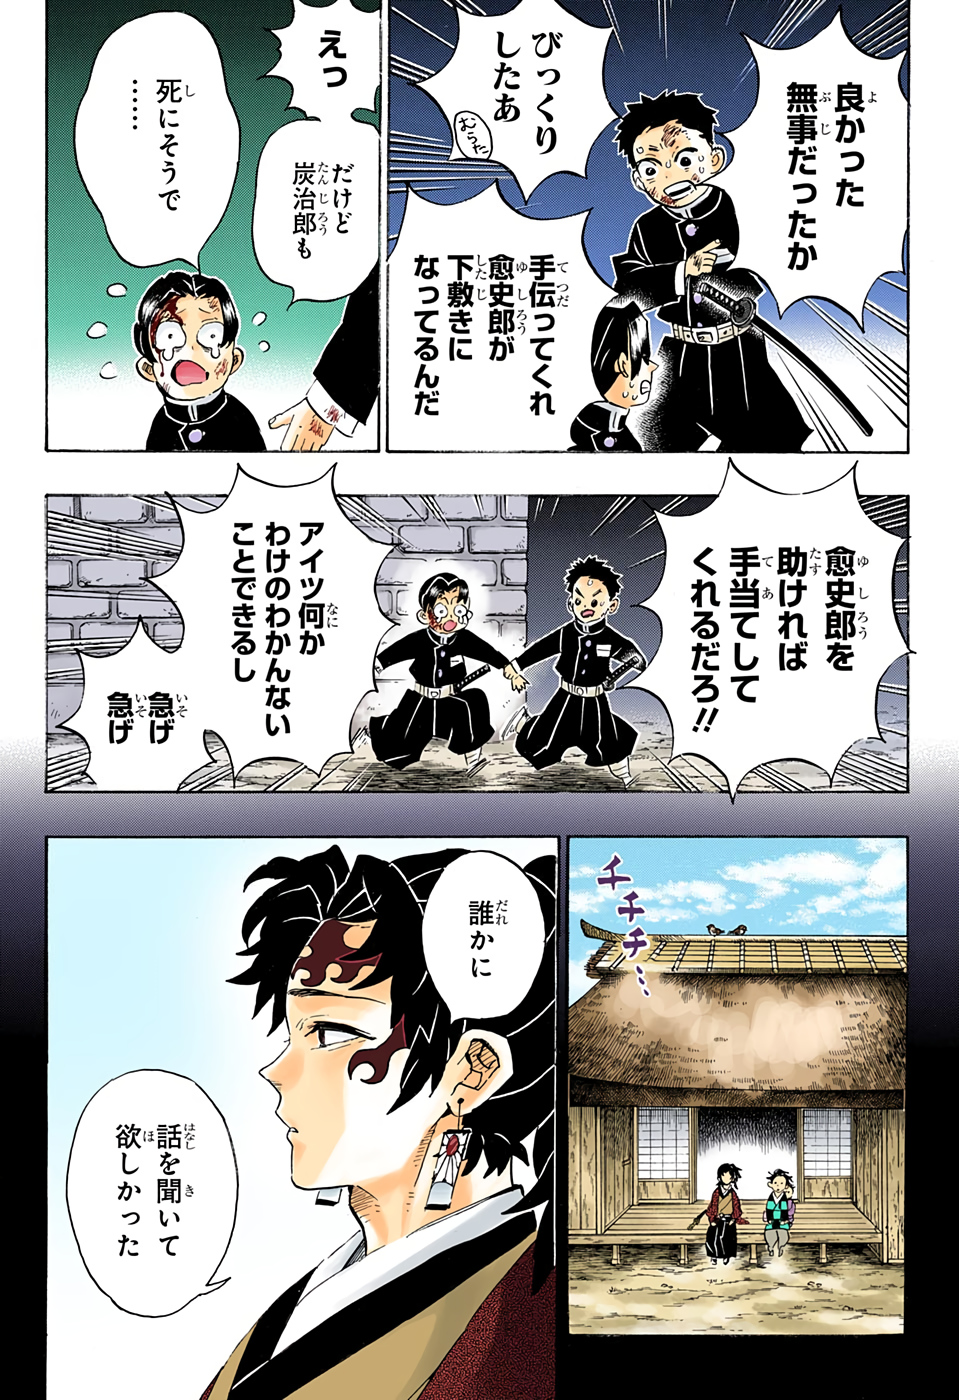 良かった
無事だったか
びっくり
したあ
むらた
手伝ってくれ
愈史郎が
下敷きに
なってるんだ
えっ
だけど
炭治郎も
死にそうで
……
愈史郎を
助ければ
手当てして
くれるだろ!!
アイツ何か
わけのわかんない
ことできるし
急げ
急げ
チチチ…
誰かに
話を聞いて
欲しかった